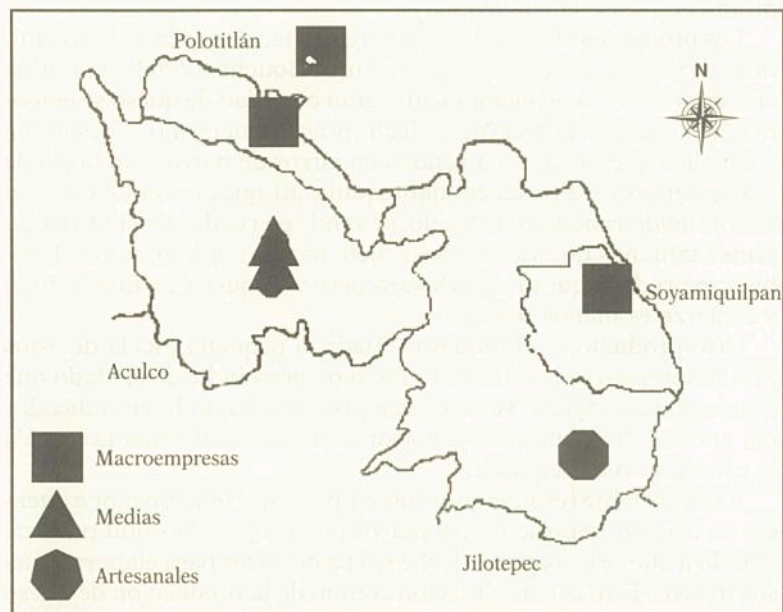 Polotitlán
Soyamiquilpan
Aculco
Macroempresas
Medias
Artesanales
Jilotepec